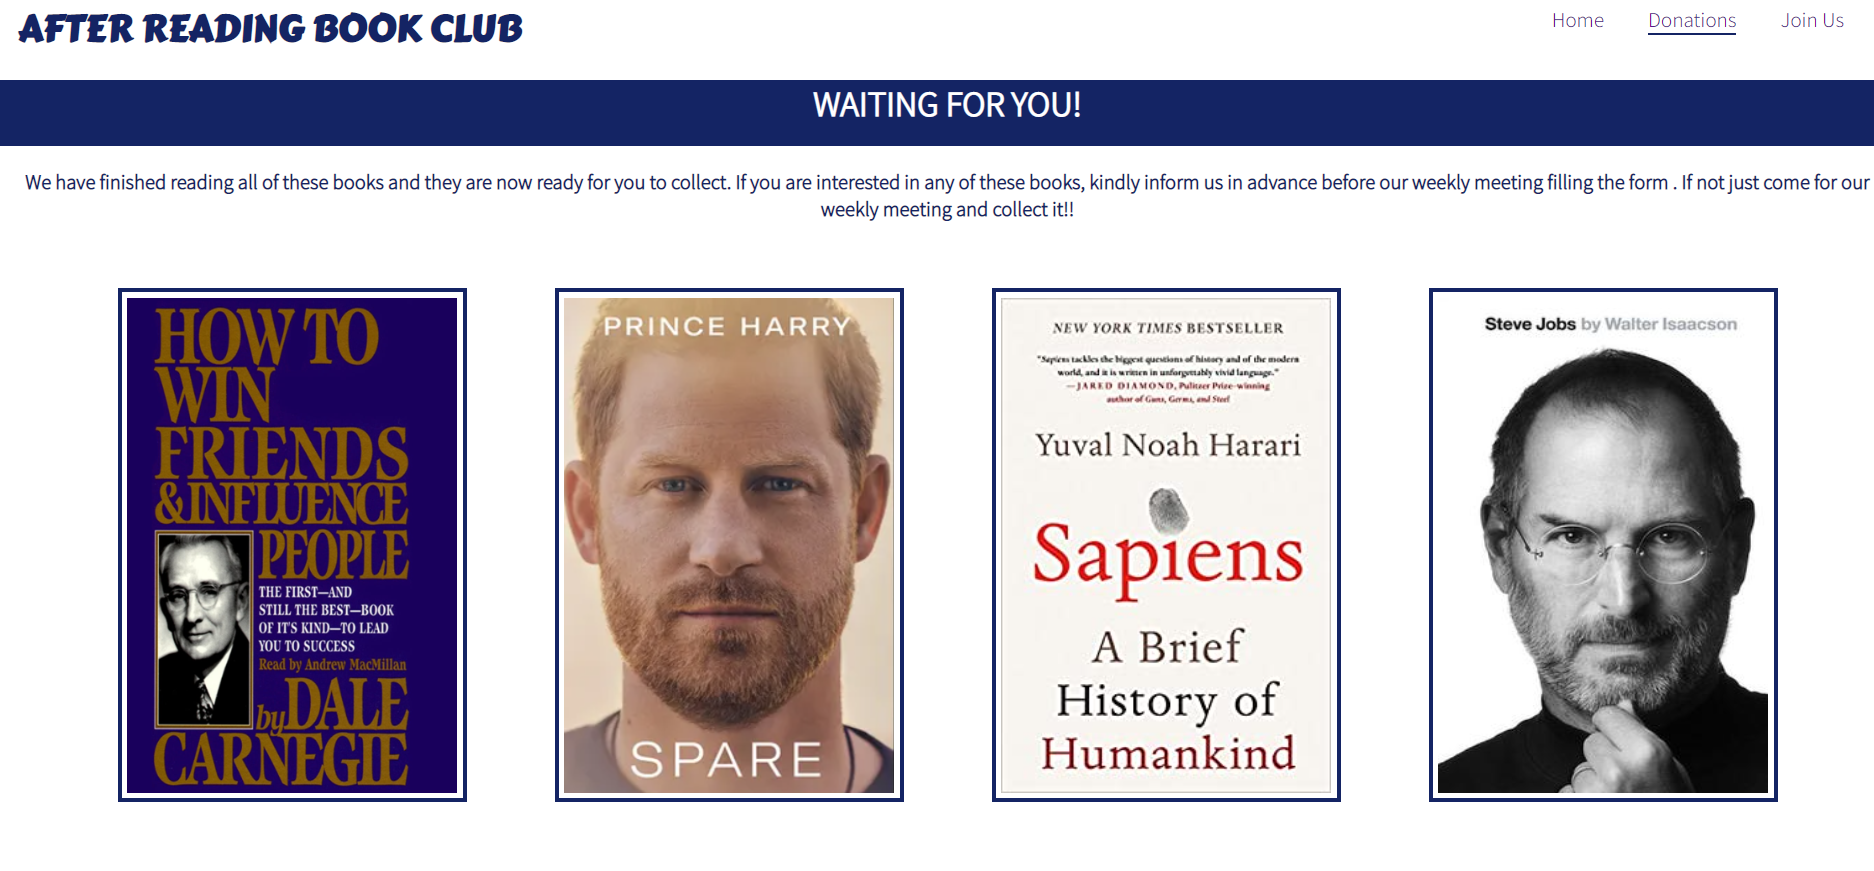 AFTER READING BOOK CLUB
Home Donations Join Us
WAITING FOR YOU!
We have finished reading all of these books and they are now ready for you to collect. If you are interested in any of these books, kindly inform us in advance before our weekly meeting filling the form . If not just come for our
weekly meeting and collect it!!
HOW TO
WIN
FRIENDS
& INFLUENCE
PEOPLE
THE FIRST—AND
STILL THE BEST—BOOK
OF IT'S KIND—TO LEAD
YOU TO SUCCESS
Read by Andrew MacMillan
by DALE
CARNEGIE
PRINCE HARRY
SPARE
NEW YORK TIMES BESTSELLER
"Sapiens tackles the biggest questions of history and of the modern
world, and it is written in unforgettably vivid language."
—JARED DIAMOND, Pulitzer Prize-winning
author of Guns, Germs, and Steel
Yuval Noah Harari
Sapiens
A Brief
History of
Humankind
Steve Jobs by Walter Isaacson